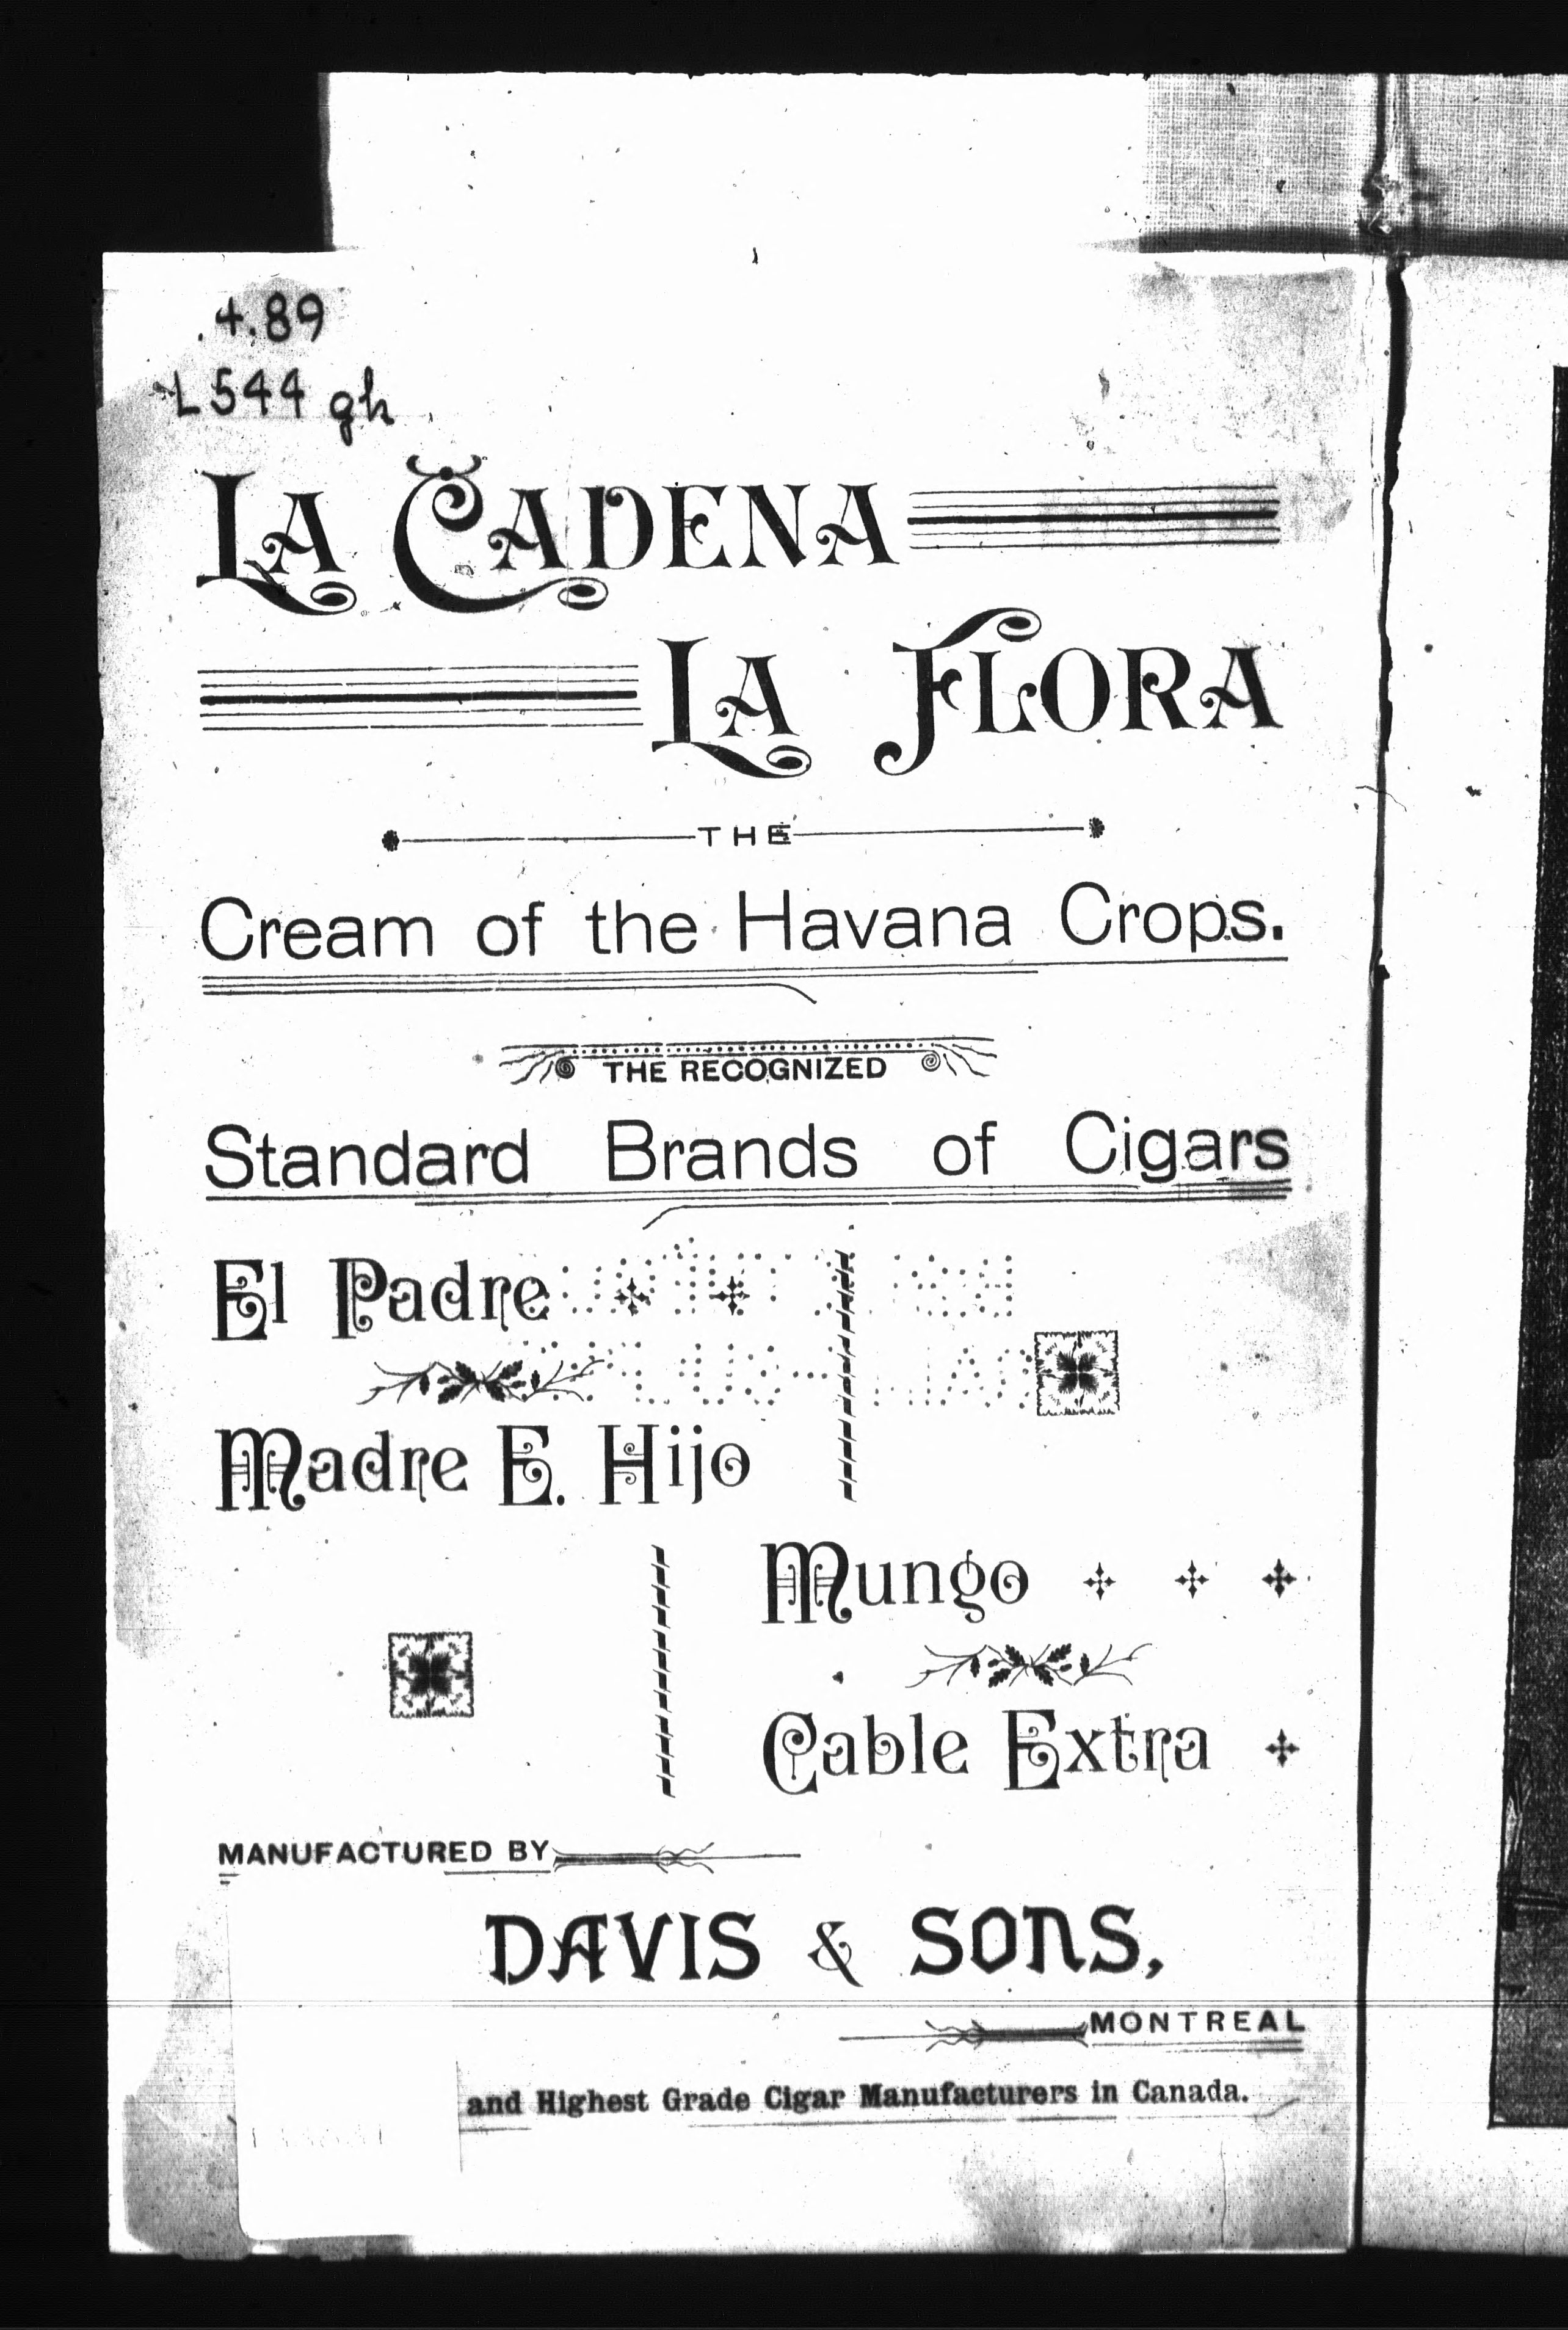 .4.89
L544 gh
LA CADENA
LA FLORA
THE
Cream of the Havana Crops.
THE RECOGNIZED
Standard Brands of Cigars
El Padre
Madre E. Hijo
Mungo
Cable Extra
MANUFACTURED BY
DAVIS & SONS,
MONTREAL
and Highest Grade Cigar Manufacturers in Canada.